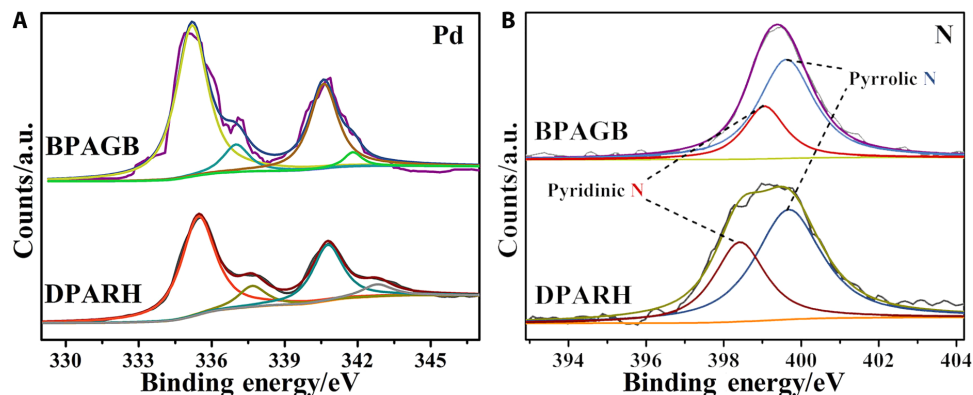 A
Pd
BPAGB
DPARH
Counts/a.u.
330 333 336 339 342 345
Binding energy/eV
B
N
Pyrrolic N
BPAGB
Pyridinic N
DPARH
Counts/a.u.
394 396 398 400 402 404
Binding energy/eV